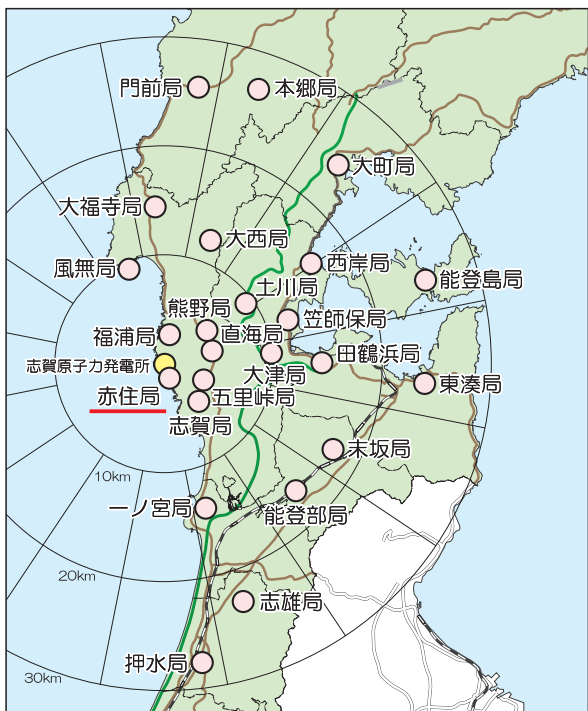 門前局
本郷局
大町局
大福寺局
大西局
西岸局
風無局
能登島局
土川局
熊野局
笠師保局
福浦局
直海局
志賀原子力発電所
田鶴浜局
大津局
赤住局
東湊局
五里峠局
志賀局
末坂局
10km
一ノ宮局
能登部局
20km
志雄局
押水局
30km